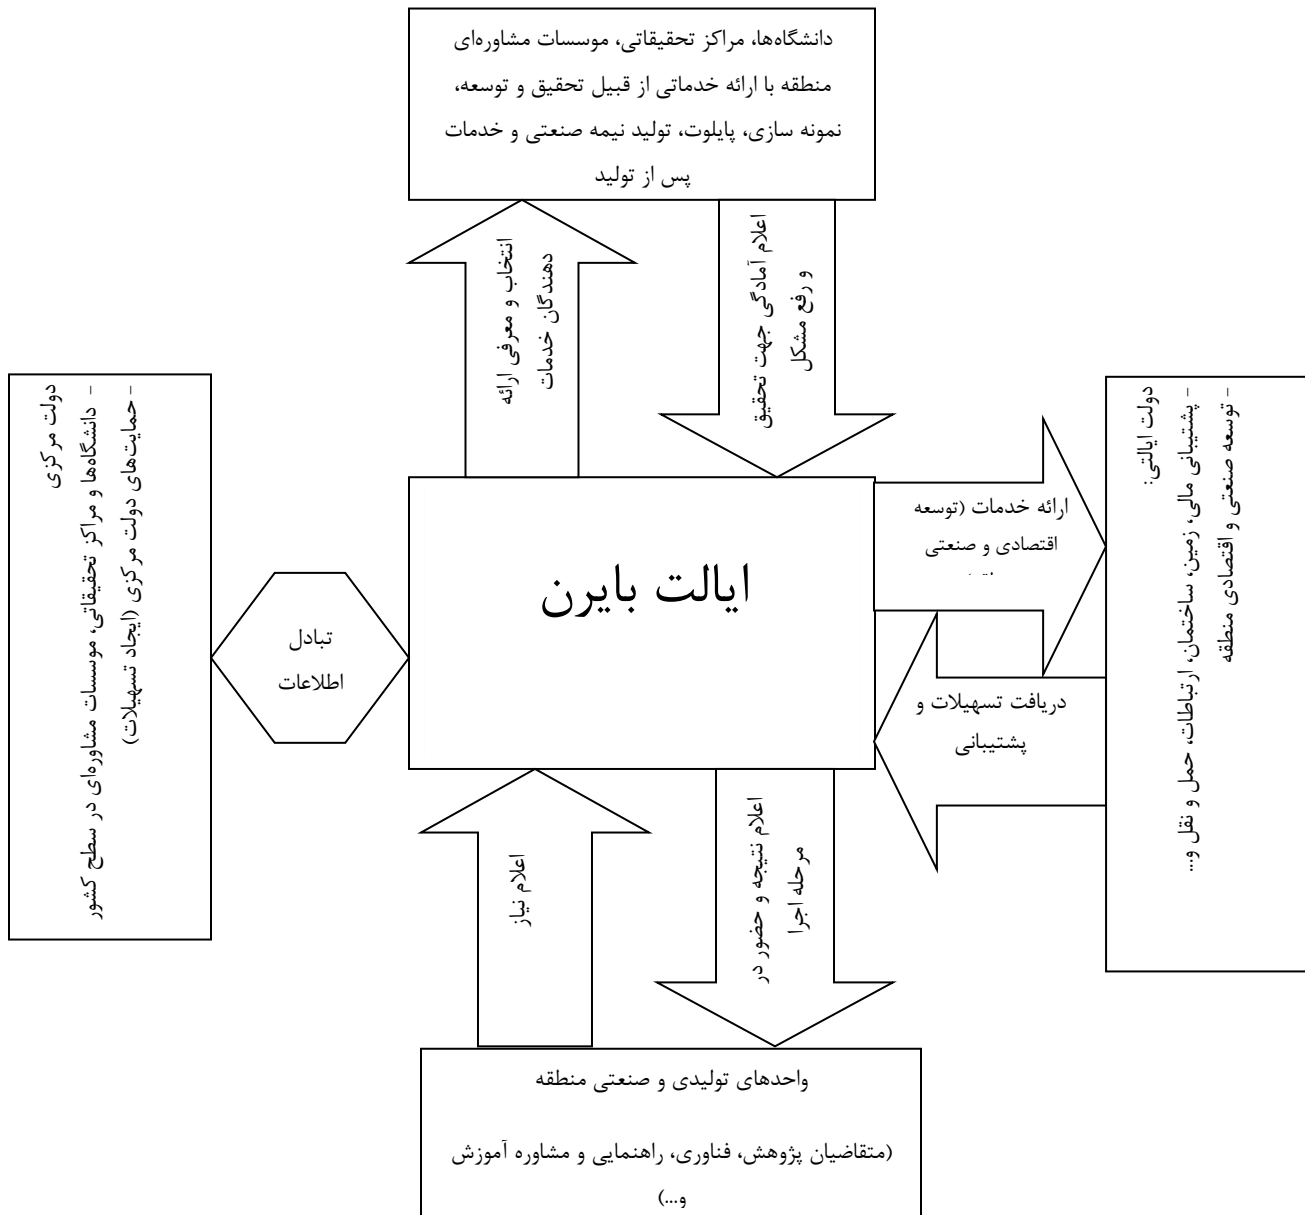 دانشگاه‌ها، مراکز تحقیقاتی، موسسات مشاوره‌ای
منطقه با ارائه خدماتی از قبیل تحقیق و توسعه،
نمونه سازی، پایلوت، تولید نیمه صنعتی و خدمات
پس از تولید
اعلام آمادگی جهت تحقیق
و رفع مشکل
انتخاب و معرفی ارائه
دهندگان خدمات
دولت ایالتی:
- پشتیبانی مالی، زمین، ساختمان، ارتباطات، حمل و نقل و...
- توسعه صنعتی و اقتصادی منطقه
ارائه خدمات (توسعه
اقتصادی و صنعتی
دریافت تسهیلات و
پشتیبانی
ایالت بایرن
تبادل
اطلاعات
دولت مرکزی
- دانشگاه‌ها و مراکز تحقیقاتی، موسسات مشاوره‌ای در سطح کشور
-حمایت‌های دولت مرکزی (ایجاد تسهیلات)
اعلام نتیجه و حضور در
مرحله اجرا
اعلام نیاز
واحدهای تولیدی و صنعتی منطقه
(متقاضیان پژوهش، فناوری، راهنمایی و مشاوره آموزش
و...)